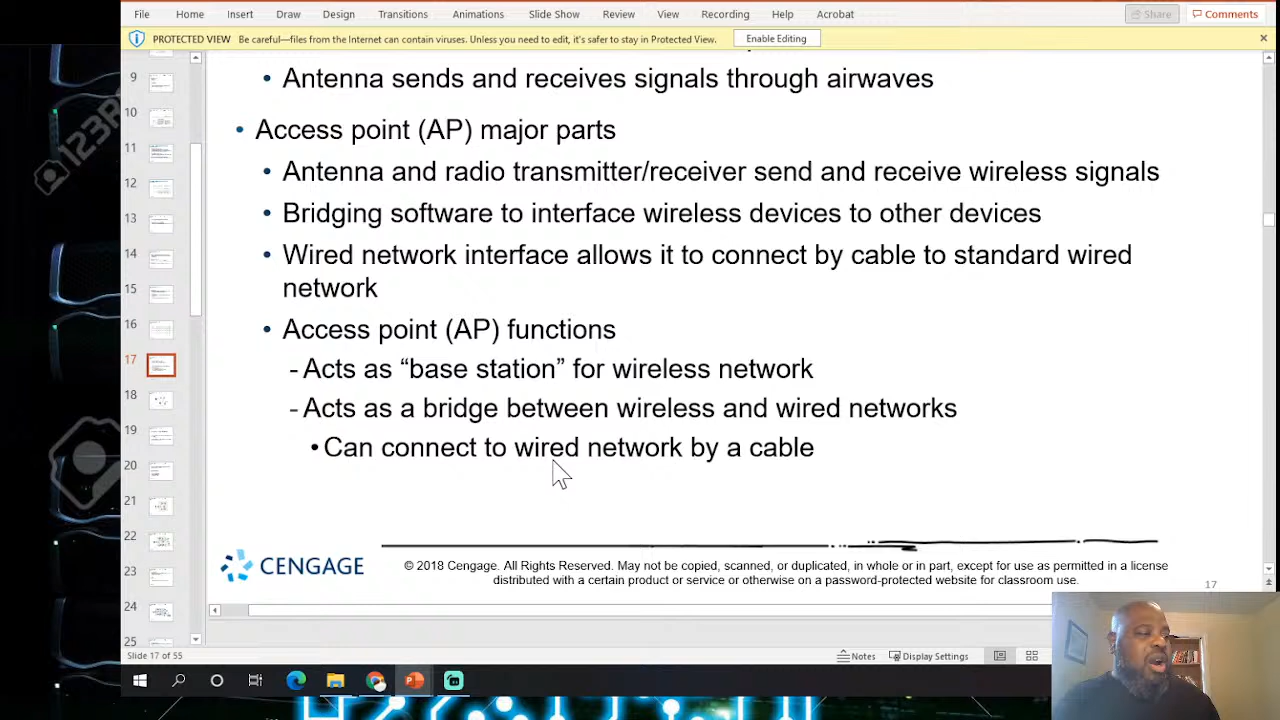 File Home Insert Draw Design Transitions Animations Slide Show Review View Recording Help Acrobat Share Comments
PROTECTED VIEW Be careful—files from the Internet can contain viruses. Unless you need to edit, it's safer to stay in Protected View. Enable Editing
• Antenna sends and receives signals through airwaves
• Access point (AP) major parts
• Antenna and radio transmitter/receiver send and receive wireless signals
• Bridging software to interface wireless devices to other devices
• Wired network interface allows it to connect by cable to standard wired
network
• Access point (AP) functions
- Acts as “base station” for wireless network
- Acts as a bridge between wireless and wired networks
• Can connect to wired network by a cable
CENGAGE
© 2018 Cengage. All Rights Reserved. May not be copied, scanned, or duplicated, in whole or in part, except for use as permitted in a license
distributed with a certain product or service or otherwise on a password-protected website for classroom use.
17
9
10
11
12
13
14
15
16
17
18
19
20
21
22
23
24
25
Slide 17 of 55 Notes Display Settings